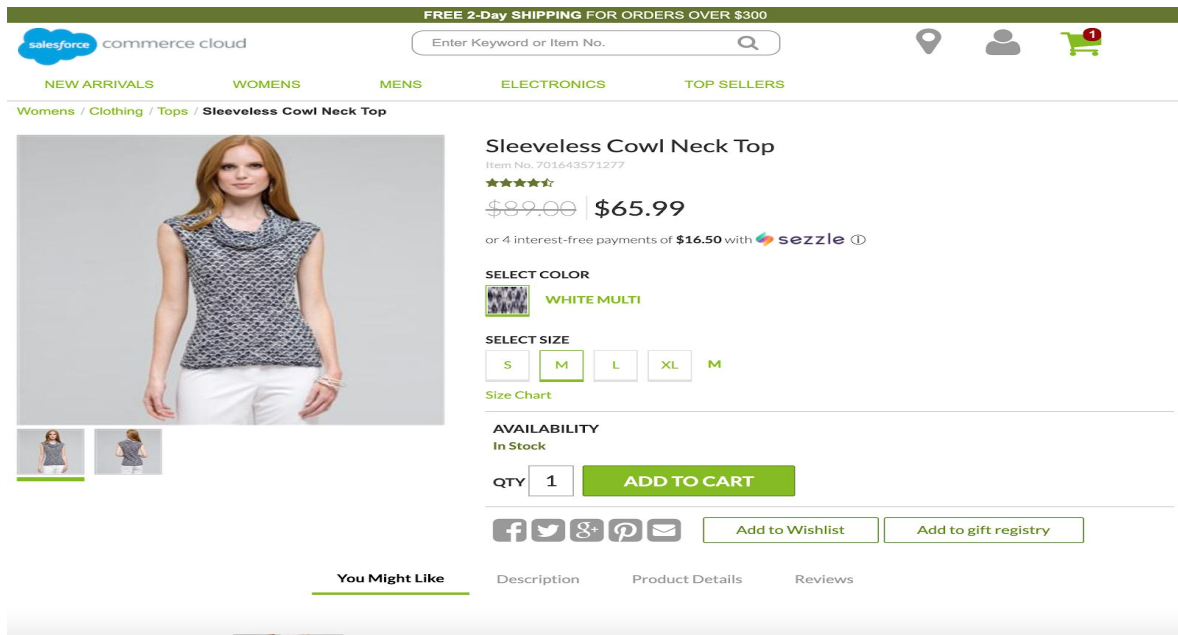 FREE 2-Day SHIPPING FOR ORDERS OVER $300
salesforce commerce cloud
Enter Keyword or Item No.
1
NEW ARRIVALS WOMENS MENS ELECTRONICS TOP SELLERS
Womens / Clothing / Tops / Sleeveless Cowl Neck Top
Sleeveless Cowl Neck Top
Item No. 701643571277
$89.00 $65.99
or 4 interest-free payments of $16.50 with sezzle
SELECT COLOR
WHITE MULTI
SELECT SIZE
S M L XL M
Size Chart
AVAILABILITY
In Stock
QTY 1 ADD TO CART
f 8+ Add to Wishlist Add to gift registry
You Might Like Description Product Details Reviews